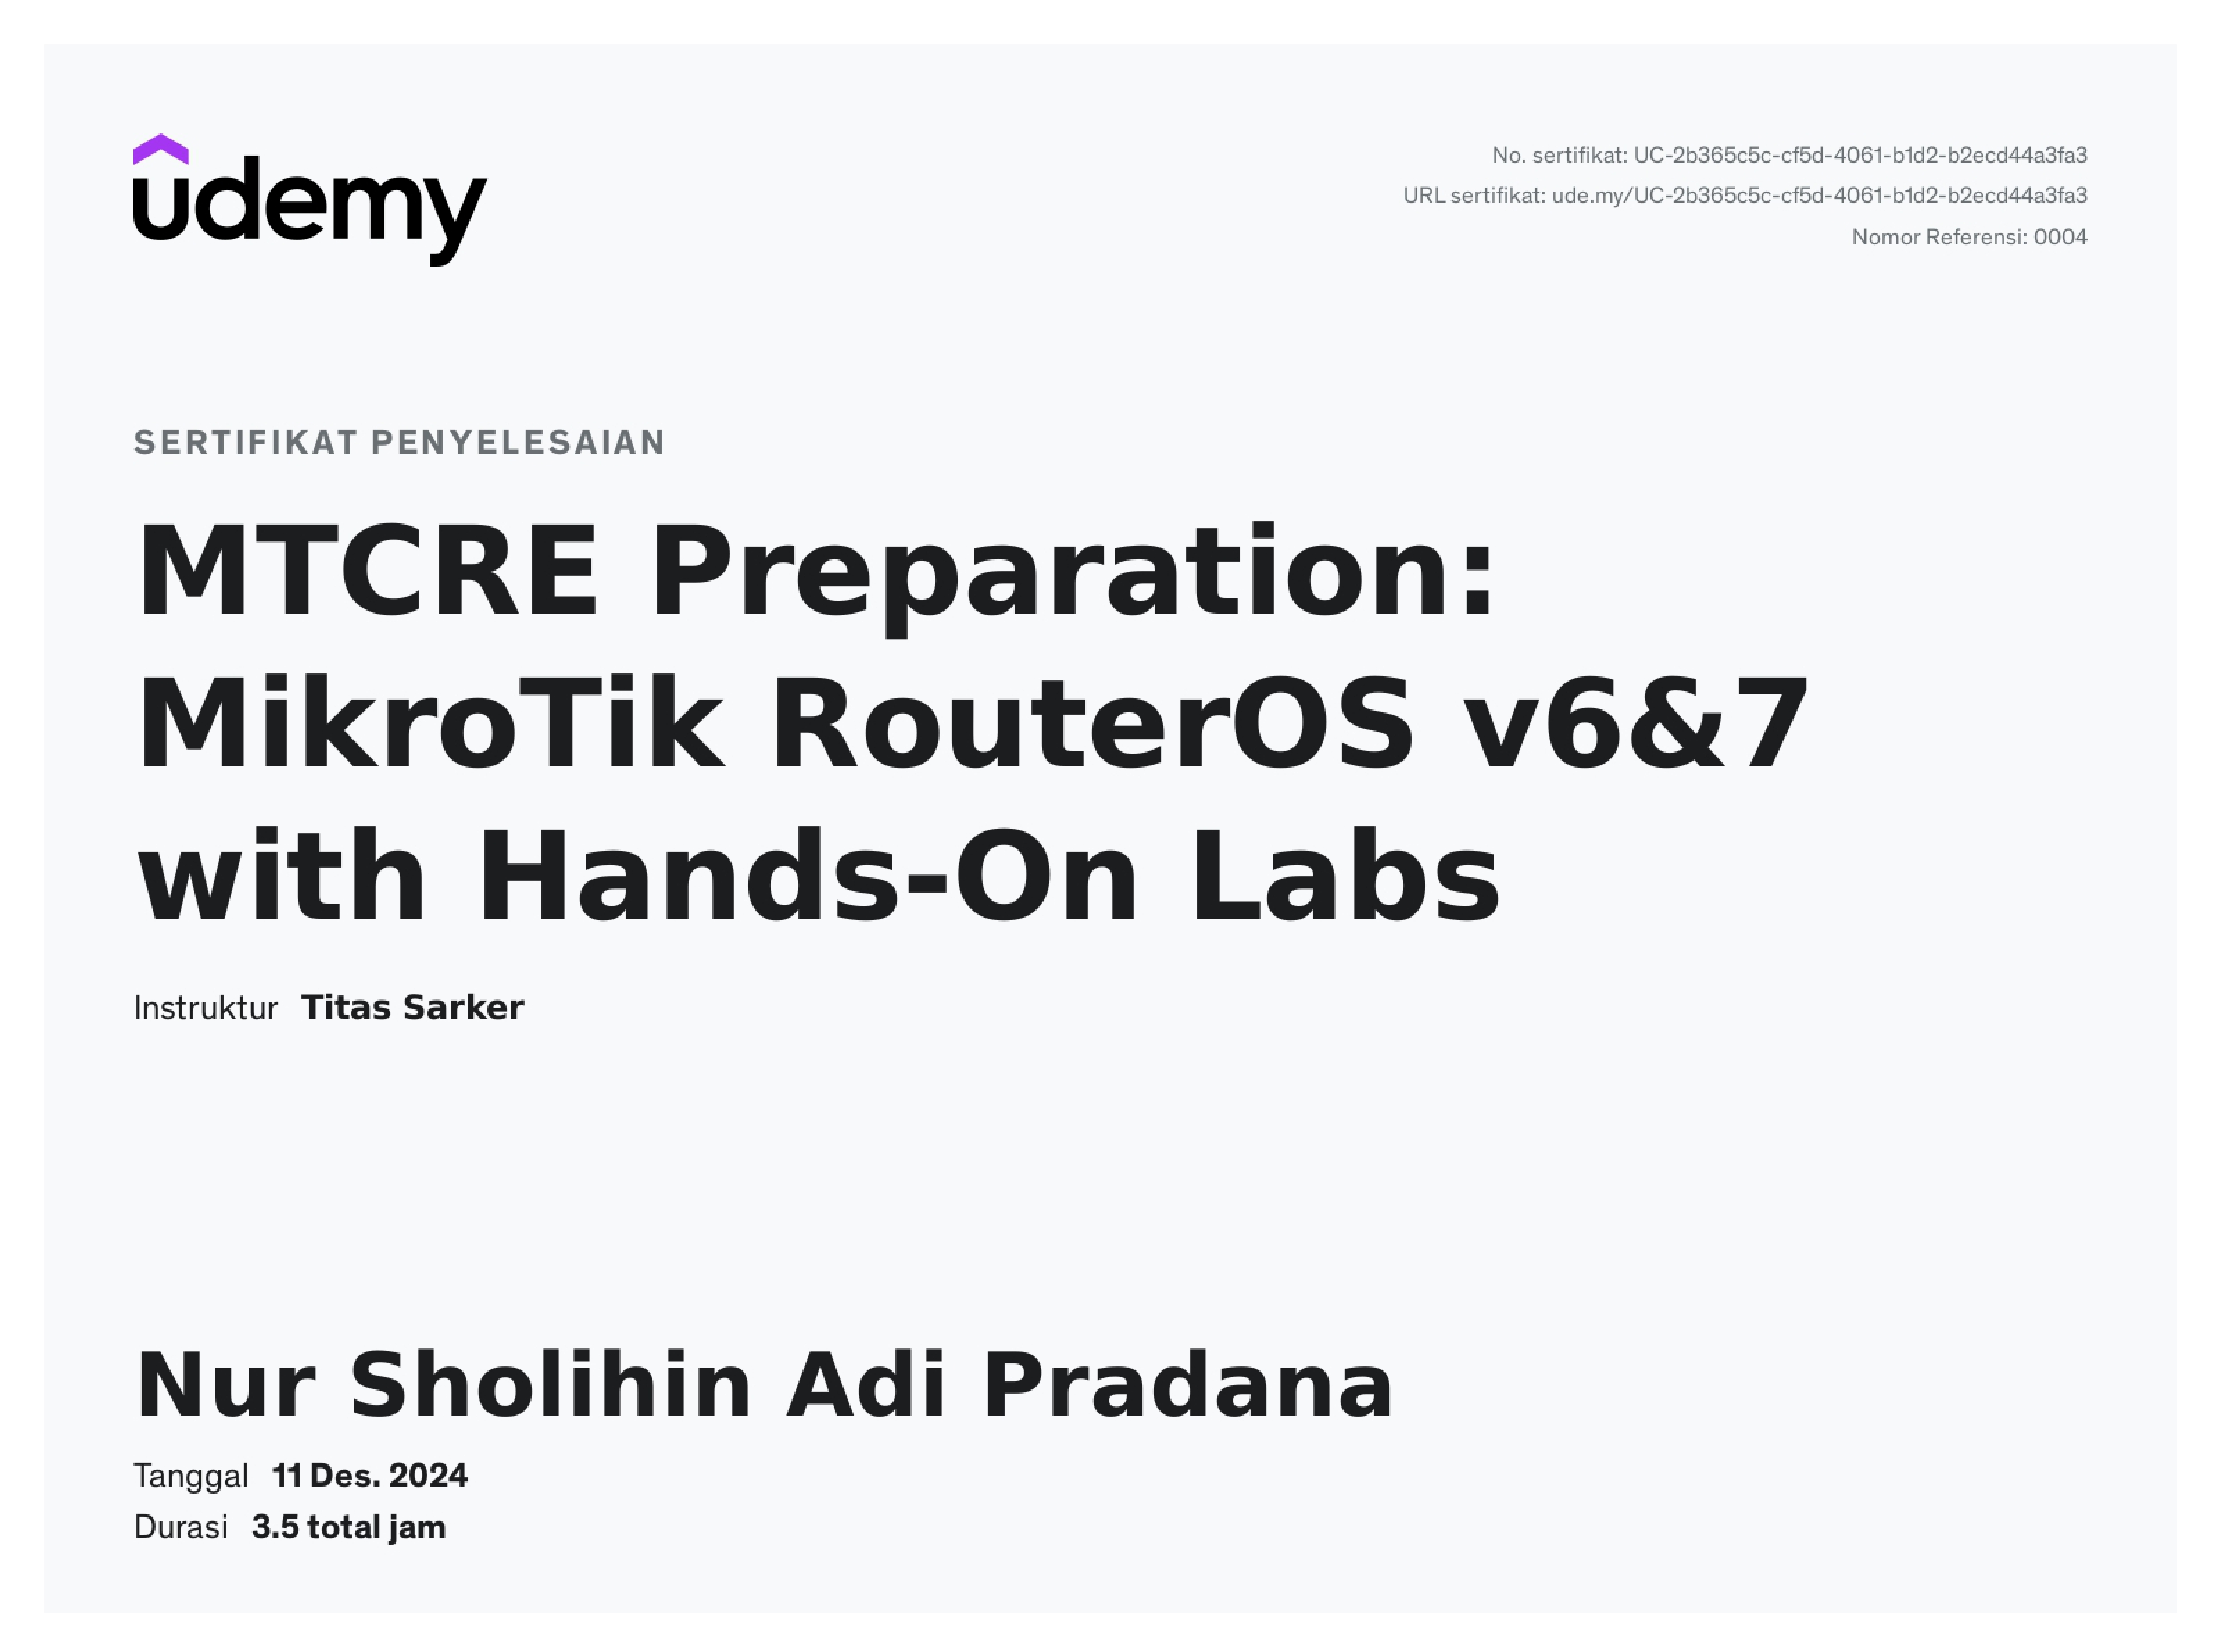 udemy
No. sertifikat: UC-2b365c5c-cf5d-4061-b1d2-b2ecd44a3fa3
URL sertifikat: ude.my/UC-2b365c5c-cf5d-4061-b1d2-b2ecd44a3fa3
Nomor Referensi: 0004
SERTIFIKAT PENYELESAIAN
MTCRE Preparation:
MikroTik RouterOS v6&7
with Hands-On Labs
Instruktur Titas Sarker
Nur Sholihin Adi Pradana
Tanggal 11 Des. 2024
Durasi 3.5 total jam